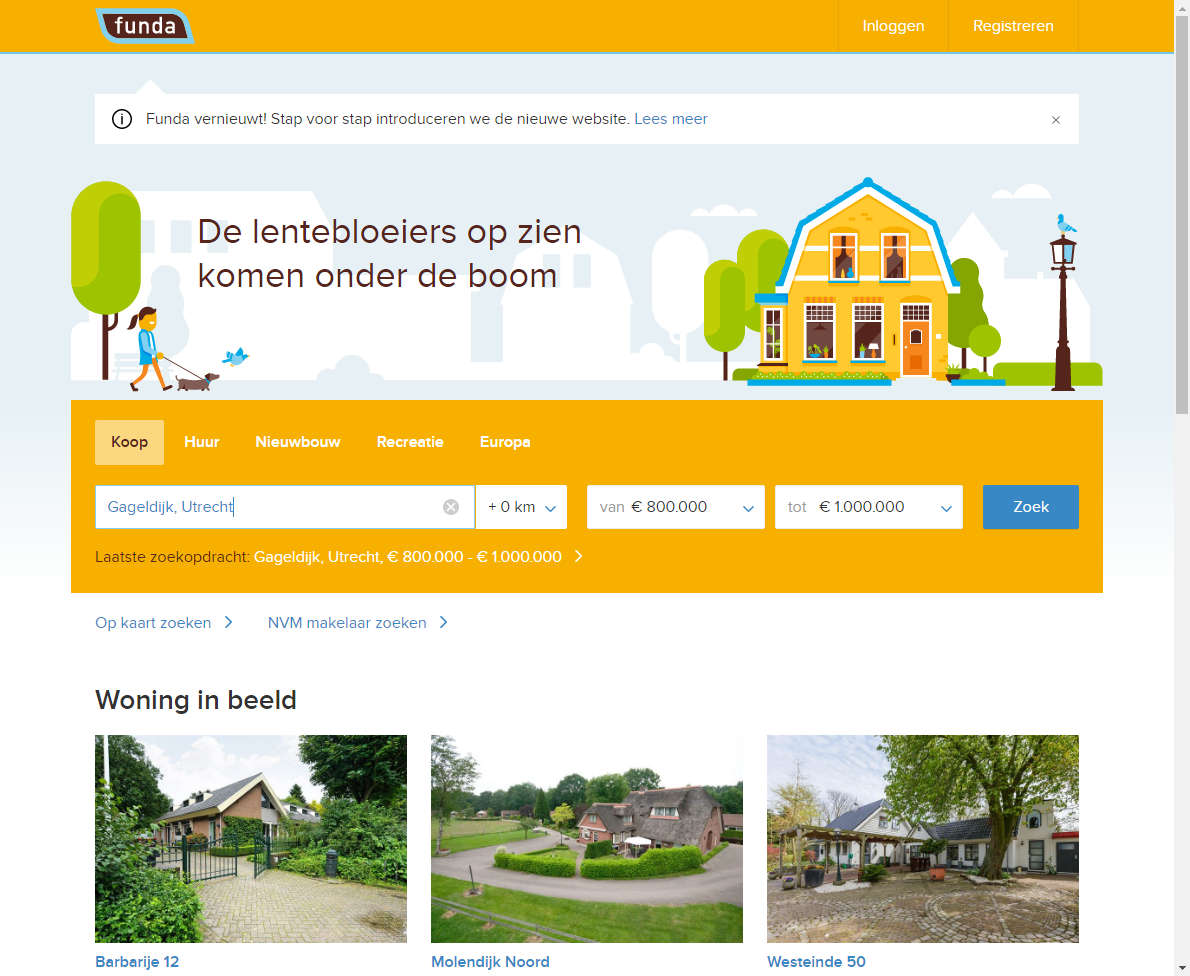 funda
Inloggen
Registreren
Funda vernieuwt! Stap voor stap introduceren we de nieuwe website. Lees meer
De lentebloeiers op zien
komen onder de boom
Koop
Huur
Nieuwbouw
Recreatie
Europa
Gageldijk, Utrecht
+ 0 km
van € 800.000
tot € 1.000.000
Zoek
Laatste zoekopdracht: Gageldijk, Utrecht, € 800.000 - € 1.000.000
Op kaart zoeken
NVM makelaar zoeken
Woning in beeld
Barbarije 12
Molendijk Noord
Westeinde 50